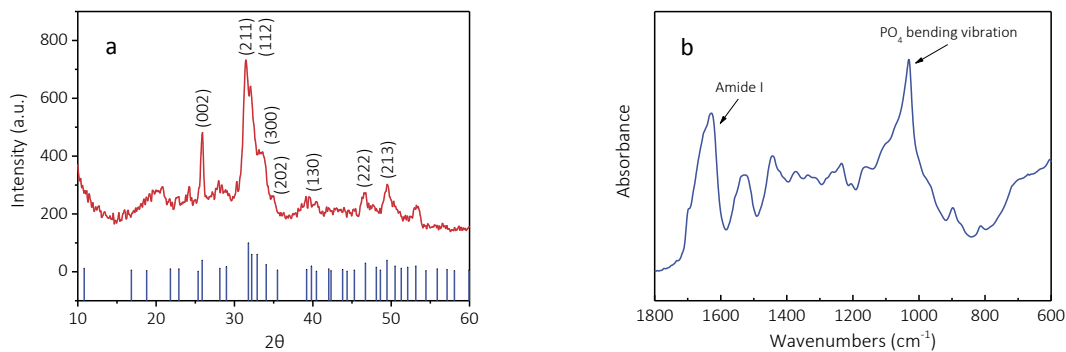 a
800
600
400
200
0
Intensity (a.u.)
(002)
(211)
(112)
(300)
(202)
(130)
(222)
(213)
10 20 30 40 50 60
2θ
b
PO4 bending vibration
Amide I
Absorbance
1800 1600 1400 1200 1000 800 600
Wavenumbers (cm-1)